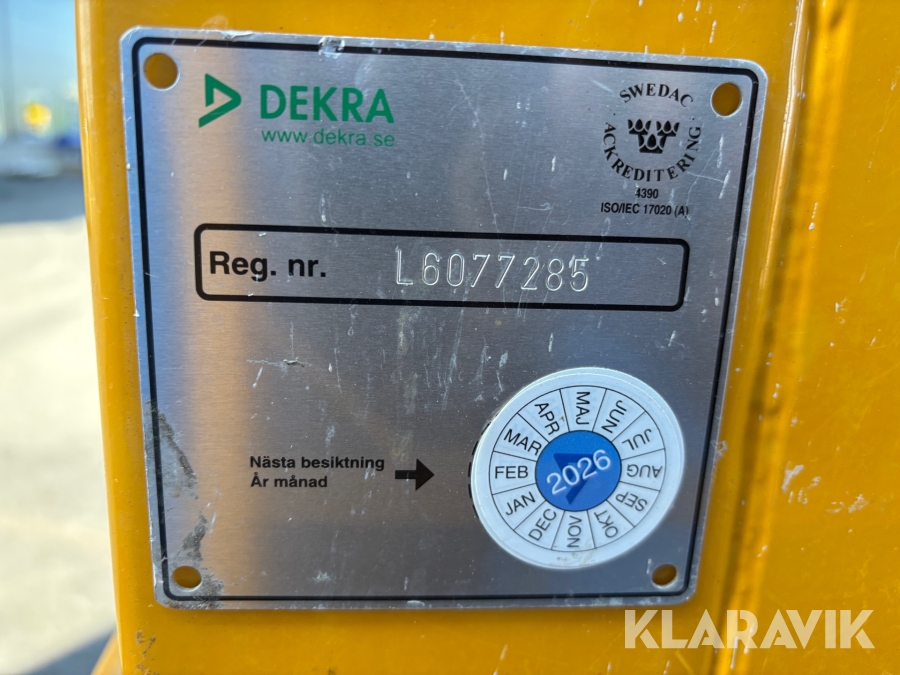 DEKRA
www.dekra.se
SWEDAC
ACKREDITERING
4390
ISO/IEC 17020 (A)
Reg. nr. L6077285
Nästa besiktning
År månad
JAN
FEB
MAR
APR
MAJ
JUN
JUL
AUG
SEP
OKT
NOV
DEC
2026
KLARAVIK